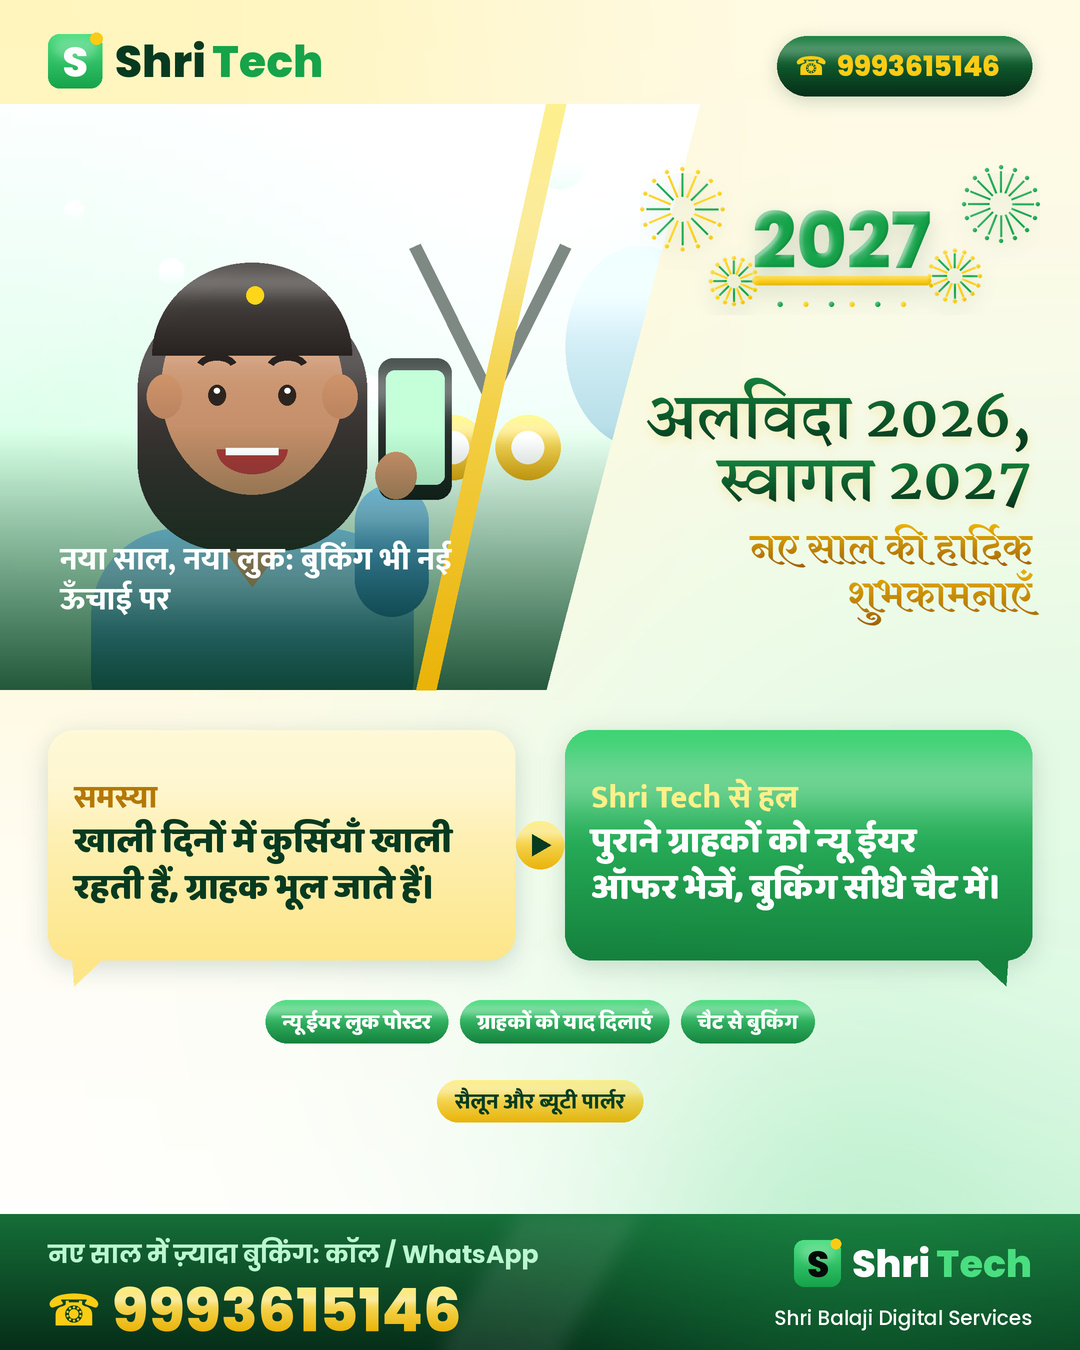 S Shri Tech
☎ 9993615146
2027
अलविदा 2026,
स्वागत 2027
नए साल की हार्दिक
शुभकामनाएँ
नया साल, नया लुक: बुकिंग भी नई
ऊँचाई पर
समस्या
खाली दिनों में कुर्सियाँ खाली
रहती हैं, ग्राहक भूल जाते हैं।
Shri Tech से हल
पुराने ग्राहकों को न्यू ईयर
ऑफर भेजें, बुकिंग सीधे चैट में।
न्यू ईयर लुक पोस्टर
ग्राहकों को याद दिलाएँ
चैट से बुकिंग
सैलून और ब्यूटी पार्लर
नए साल में ज़्यादा बुकिंग: कॉल / WhatsApp
☎ 9993615146
S Shri Tech
Shri Balaji Digital Services